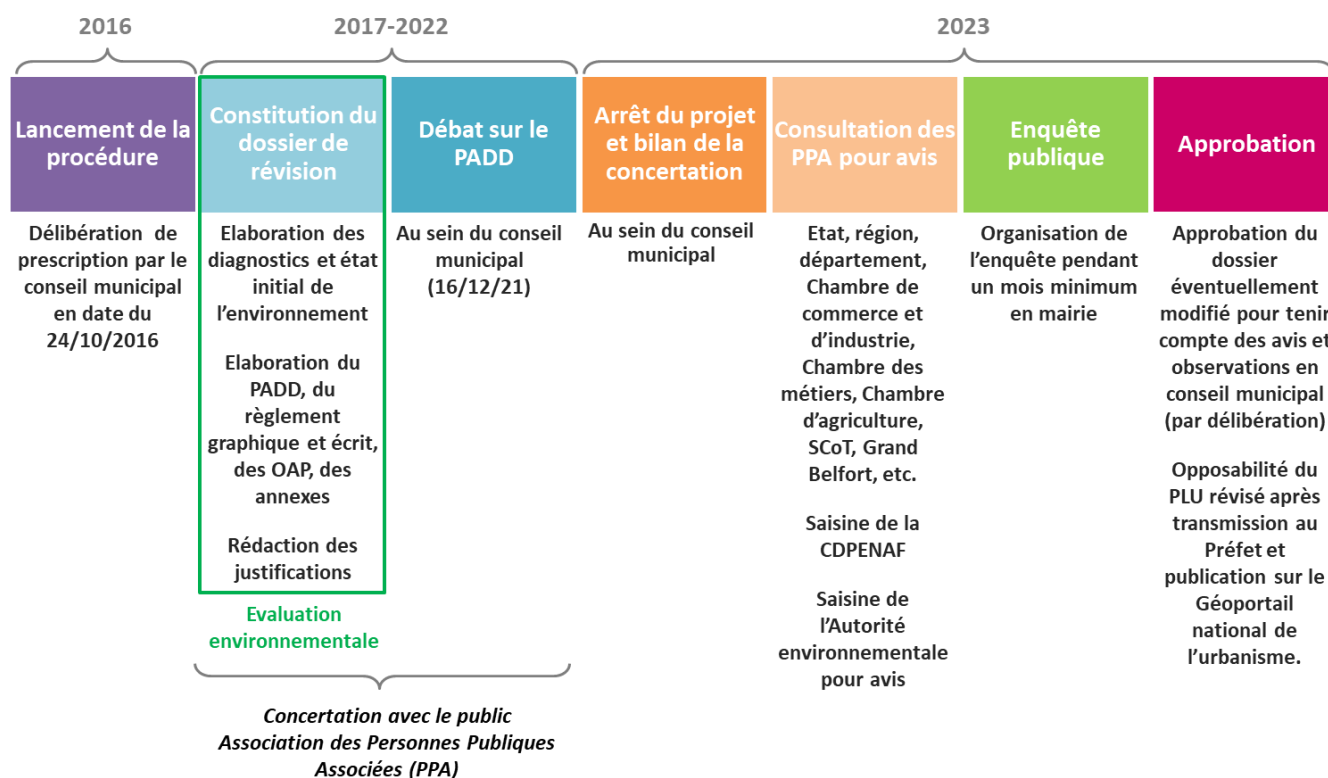 2016
2017-2022
2023
Lancement de la
procédure
Constitution du
dossier de
révision
Débat sur le
PADD
Arrêt du projet
et bilan de la
concertation
Consultation des
PPA pour avis
Enquête
publique
Approbation
Délibération de
prescription par le
conseil municipal
en date du
24/10/2016
Elaboration des
diagnostics et état
initial de
l’environnement
Elaboration du
PADD, du
règlement
graphique et écrit,
des OAP, des
annexes
Rédaction des
justifications
Evaluation
environnementale
Au sein du conseil
municipal
(16/12/21)
Concertation avec le public
Association des Personnes Publiques
Associées (PPA)
Au sein du conseil
municipal
Etat, région,
département,
Chambre de
commerce et
d’industrie,
Chambre des
métiers, Chambre
d’agriculture,
SCoT, Grand
Belfort, etc.
Saisine de la
CDPENAF
Saisine de
l’Autorité
environnementale
pour avis
Organisation de
l’enquête pendant
un mois minimum
en mairie
Approbation du
dossier
éventuellement
modifié pour tenir
compte des avis et
observations en
conseil municipal
(par délibération)
Opposabilité du
PLU révisé après
transmission au
Préfet et
publication sur le
Géoportail
national de
l’urbanisme.